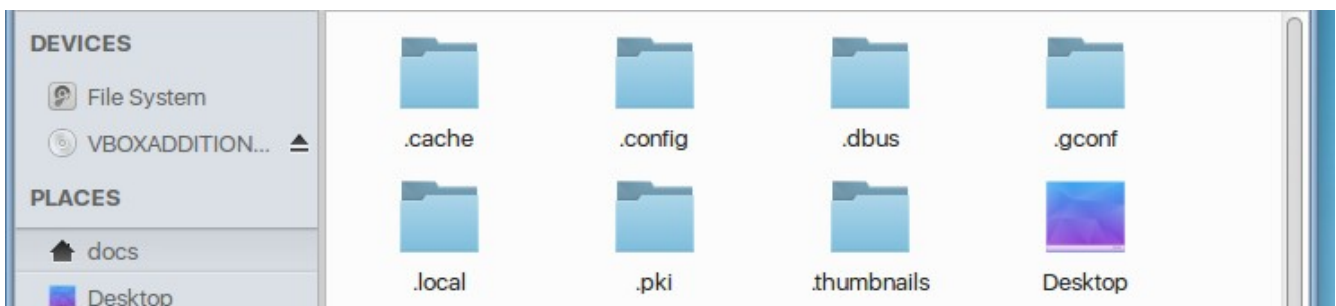 DEVICES
File System
VBOXADDITION...
PLACES
docs
Desktop
.cache
.config
.dbus
.gconf
.local
.pki
.thumbnails
Desktop